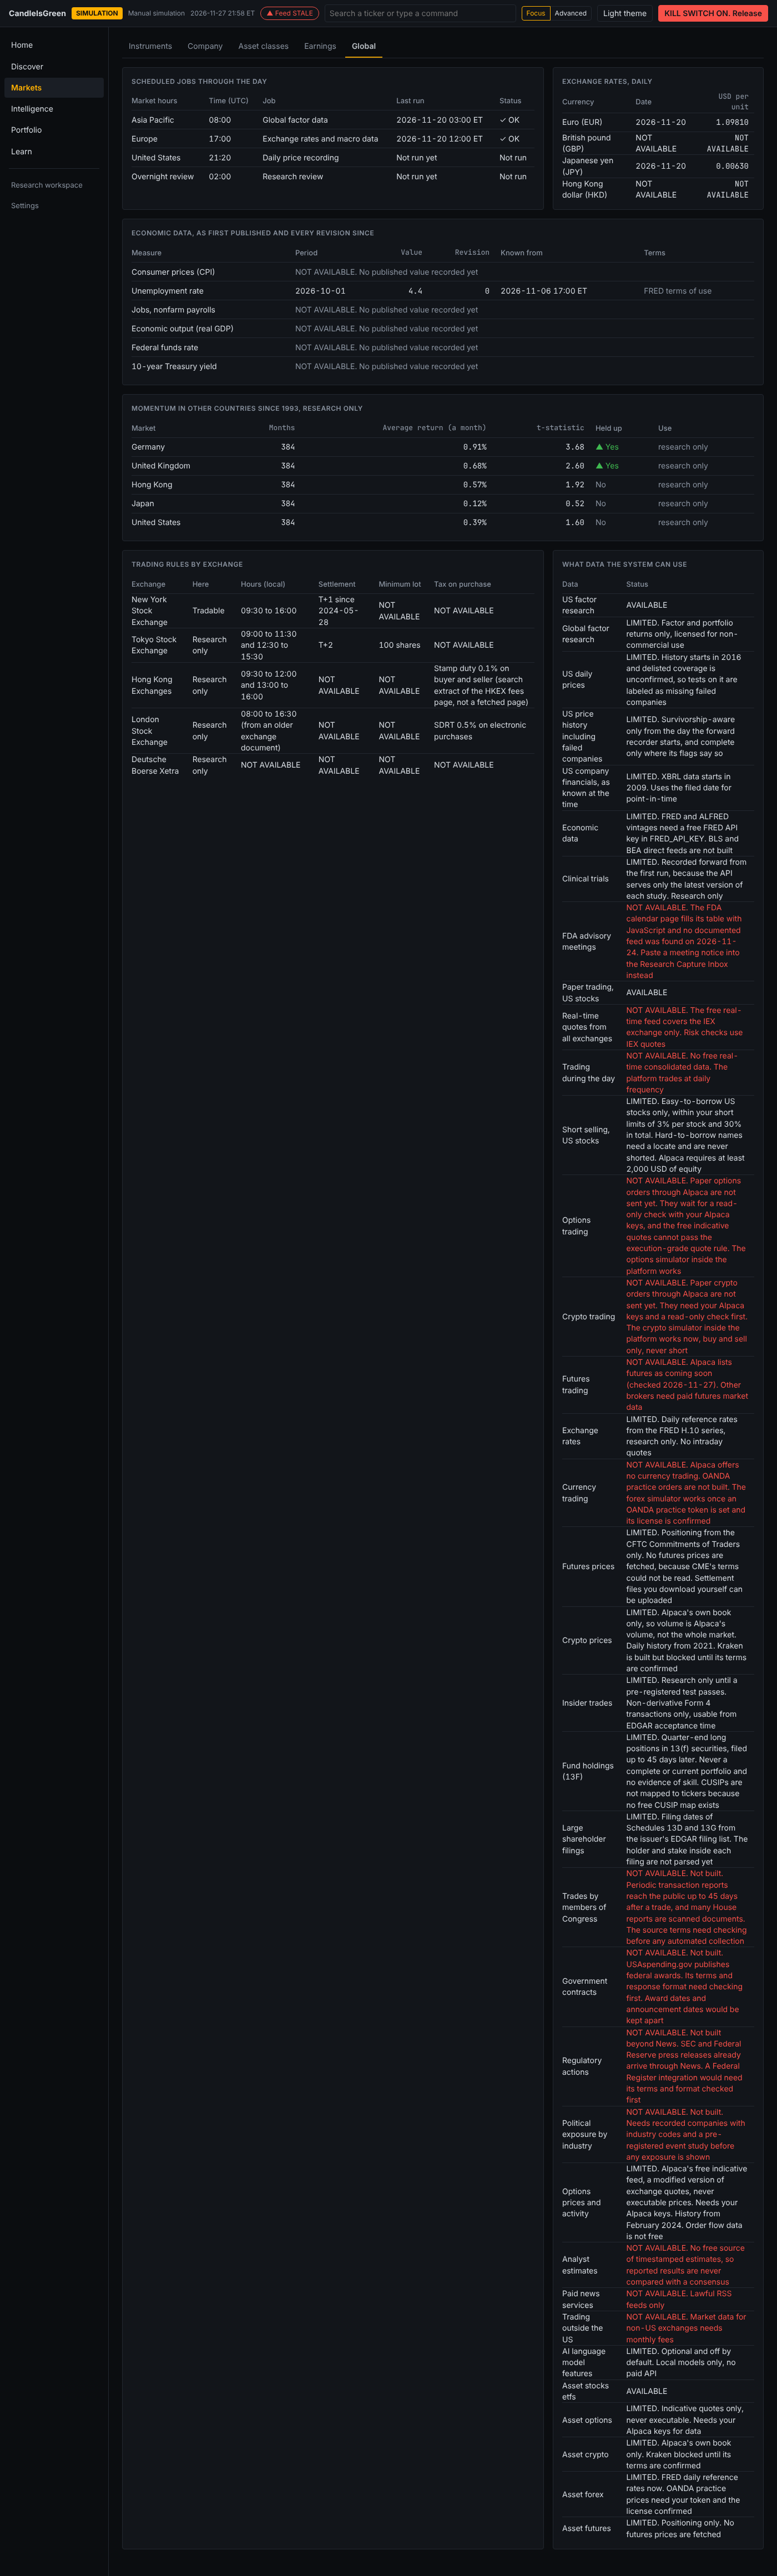 CandleIsGreen SIMULATION Manual simulation 2026-11-27 21:58 ET ▲ Feed STALE Search a ticker or type a command Focus Advanced Light theme KILL SWITCH ON. Release
Home
Discover
Markets
Intelligence
Portfolio
Learn
Research workspace
Settings
Instruments Company Asset classes Earnings Global
SCHEDULED JOBS THROUGH THE DAY
Market hours Time (UTC) Job Last run Status
Asia Pacific 08:00 Global factor data 2026-11-20 03:00 ET ✓ OK
Europe 17:00 Exchange rates and macro data 2026-11-20 12:00 ET ✓ OK
United States 21:20 Daily price recording Not run yet Not run
Overnight review 02:00 Research review Not run yet Not run
EXCHANGE RATES, DAILY
Currency Date USD per
unit
Euro (EUR) 2026-11-20 1.09810
British pound NOT NOT
(GBP) AVAILABLE AVAILABLE
Japanese yen 2026-11-20 0.00630
(JPY)
Hong Kong NOT NOT
dollar (HKD) AVAILABLE AVAILABLE
ECONOMIC DATA, AS FIRST PUBLISHED AND EVERY REVISION SINCE
Measure Period Value Revision Known from Terms
Consumer prices (CPI) NOT AVAILABLE. No published value recorded yet
Unemployment rate 2026-10-01 4.4 0 2026-11-06 17:00 ET FRED terms of use
Jobs, nonfarm payrolls NOT AVAILABLE. No published value recorded yet
Economic output (real GDP) NOT AVAILABLE. No published value recorded yet
Federal funds rate NOT AVAILABLE. No published value recorded yet
10-year Treasury yield NOT AVAILABLE. No published value recorded yet
MOMENTUM IN OTHER COUNTRIES SINCE 1993, RESEARCH ONLY
Market Months Average return (a month) t-statistic Held up Use
Germany 384 0.91% 3.68 ▲ Yes research only
United Kingdom 384 0.68% 2.60 ▲ Yes research only
Hong Kong 384 0.57% 1.92 No research only
Japan 384 0.12% 0.52 No research only
United States 384 0.39% 1.60 No research only
TRADING RULES BY EXCHANGE
Exchange Here Hours (local) Settlement Minimum lot Tax on purchase
New York
Stock
Exchange
Tradable
09:30 to 16:00
T+1 since
2024-05-
28
NOT
AVAILABLE
NOT AVAILABLE
Tokyo Stock
Exchange
Research
only
09:00 to 11:30
and 12:30 to
15:30
T+2
100 shares
NOT AVAILABLE
Hong Kong
Exchanges
Research
only
09:30 to 12:00
and 13:00 to
16:00
NOT
AVAILABLE
NOT
AVAILABLE
Stamp duty 0.1% on
buyer and seller (search
extract of the HKEX fees
page, not a fetched page)
London
Stock
Exchange
Research
only
08:00 to 16:30
(from an older
exchange
document)
NOT
AVAILABLE
NOT
AVAILABLE
SDRT 0.5% on electronic
purchases
Deutsche
Boerse Xetra
Research
only
NOT AVAILABLE
NOT
AVAILABLE
NOT
AVAILABLE
NOT AVAILABLE
WHAT DATA THE SYSTEM CAN USE
Data Status
US factor
research
AVAILABLE
Global factor
research
LIMITED. Factor and portfolio
returns only, licensed for non-
commercial use
US daily
prices
LIMITED. History starts in 2016
and delisted coverage is
unconfirmed, so tests on it are
labeled as missing failed
companies
US price
history
including
failed
companies
LIMITED. Survivorship-aware
only from the day the forward
recorder starts, and complete
only where its flags say so
US company
financials, as
known at the
time
LIMITED. XBRL data starts in
2009. Uses the filed date for
point-in-time
Economic
data
LIMITED. FRED and ALFRED
vintages need a free FRED API
key in FRED_API_KEY. BLS and
BEA direct feeds are not built
Clinical trials
LIMITED. Recorded forward from
the first run, because the API
serves only the latest version of
each study. Research only
FDA advisory
meetings
NOT AVAILABLE. The FDA
calendar page fills its table with
JavaScript and no documented
feed was found on 2026-11-
24. Paste a meeting notice into
the Research Capture Inbox
instead
Paper trading,
US stocks
AVAILABLE
Real-time
quotes from
all exchanges
NOT AVAILABLE. The free real-
time feed covers the IEX
exchange only. Risk checks use
IEX quotes
Trading
during the day
NOT AVAILABLE. No free real-
time consolidated data. The
platform trades at daily
frequency
Short selling,
US stocks
LIMITED. Easy-to-borrow US
stocks only, within your short
limits of 3% per stock and 30%
in total. Hard-to-borrow names
need a locate and are never
shorted. Alpaca requires at least
2,000 USD of equity
Options
trading
NOT AVAILABLE. Paper options
orders through Alpaca are not
sent yet. They wait for a read-
only check with your Alpaca
keys, and the free indicative
quotes cannot pass the
execution-grade quote rule. The
options simulator inside the
platform works
Crypto trading
NOT AVAILABLE. Paper crypto
orders through Alpaca are not
sent yet. They need your Alpaca
keys and a read-only check first.
The crypto simulator inside the
platform works now, buy and sell
only, never short
Futures
trading
NOT AVAILABLE. Alpaca lists
futures as coming soon
(checked 2026-11-27). Other
brokers need paid futures market
data
Exchange
rates
LIMITED. Daily reference rates
from the FRED H.10 series,
research only. No intraday
quotes
Currency
trading
NOT AVAILABLE. Alpaca offers
no currency trading. OANDA
practice orders are not built. The
forex simulator works once an
OANDA practice token is set and
its license is confirmed
Futures prices
LIMITED. Positioning from the
CFTC Commitments of Traders
only. No futures prices are
fetched, because CME's terms
could not be read. Settlement
files you download yourself can
be uploaded
Crypto prices
LIMITED. Alpaca's own book
only, so volume is Alpaca's
volume, not the whole market.
Daily history from 2021. Kraken
is built but blocked until its terms
are confirmed
Insider trades
LIMITED. Research only until a
pre-registered test passes.
Non-derivative Form 4
transactions only, usable from
EDGAR acceptance time
Fund holdings
(13F)
LIMITED. Quarter-end long
positions in 13(f) securities, filed
up to 45 days later. Never a
complete or current portfolio and
no evidence of skill. CUSIPs are
not mapped to tickers because
no free CUSIP map exists
Large
shareholder
filings
LIMITED. Filing dates of
Schedules 13D and 13G from
the issuer's EDGAR filing list. The
holder and stake inside each
filing are not parsed yet
Trades by
members of
Congress
NOT AVAILABLE. Not built.
Periodic transaction reports
reach the public up to 45 days
after a trade, and many House
reports are scanned documents.
The source terms need checking
before any automated collection
Government
contracts
NOT AVAILABLE. Not built.
USAspending.gov publishes
federal awards. Its terms and
response format need checking
first. Award dates and
announcement dates would be
kept apart
Regulatory
actions
NOT AVAILABLE. Not built
beyond News. SEC and Federal
Reserve press releases already
arrive through News. A Federal
Register integration would need
its terms and format checked
first
Political
exposure by
industry
NOT AVAILABLE. Not built.
Needs recorded companies with
industry codes and a pre-
registered event study before
any exposure is shown
Options
prices and
activity
LIMITED. Alpaca's free indicative
feed, a modified version of
exchange quotes, never
executable prices. Needs your
Alpaca keys. History from
February 2024. Order flow data
is not free
Analyst
estimates
NOT AVAILABLE. No free source
of timestamped estimates, so
reported results are never
compared with a consensus
Paid news
services
NOT AVAILABLE. Lawful RSS
feeds only
Trading
outside the
US
NOT AVAILABLE. Market data for
non-US exchanges needs
monthly fees
AI language
model
features
LIMITED. Optional and off by
default. Local models only, no
paid API
Asset stocks
etfs
AVAILABLE
Asset options
LIMITED. Indicative quotes only,
never executable. Needs your
Alpaca keys for data
Asset crypto
LIMITED. Alpaca's own book
only. Kraken blocked until its
terms are confirmed
Asset forex
LIMITED. FRED daily reference
rates now. OANDA practice
prices need your token and the
license confirmed
Asset futures
LIMITED. Positioning only. No
futures prices are fetched